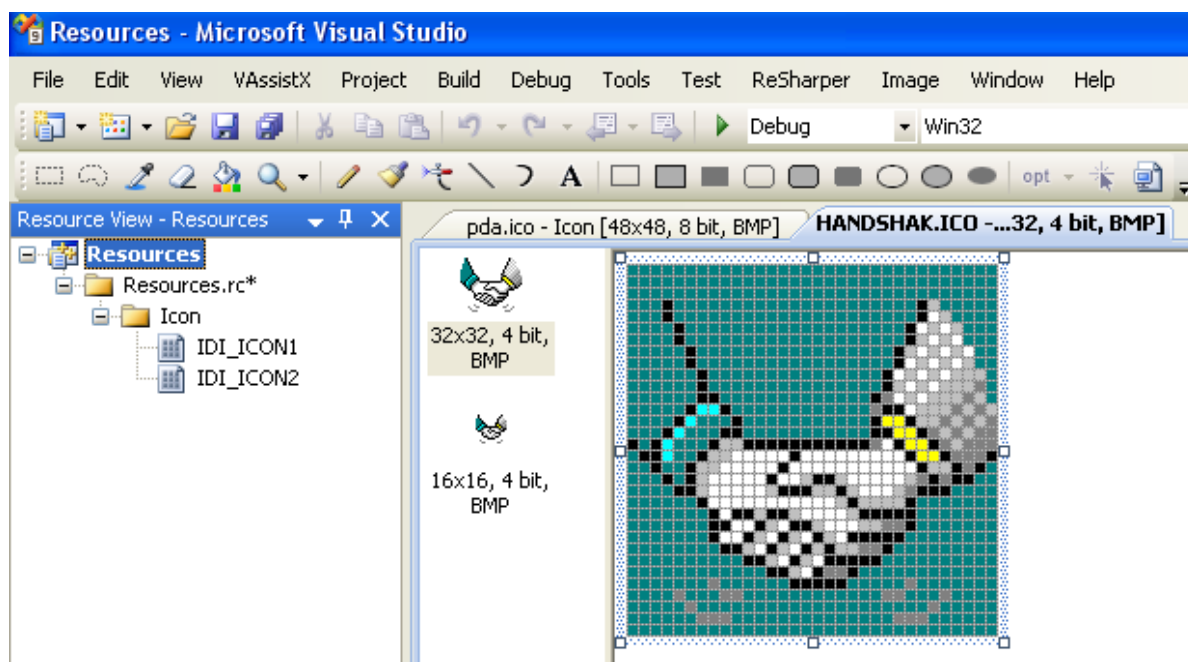 Resources - Microsoft Visual Studio
File Edit View VAssistX Project Build Debug Tools Test ReSharper Image Window Help
Debug Win32
A opt
Resource View - Resources
pda.ico - Icon [48x48, 8 bit, BMP] HANDSHAK.ICO -...32, 4 bit, BMP]
Resources
Resources.rc*
Icon
IDI_ICON1
IDI_ICON2
32x32, 4 bit,
BMP
16x16, 4 bit,
BMP